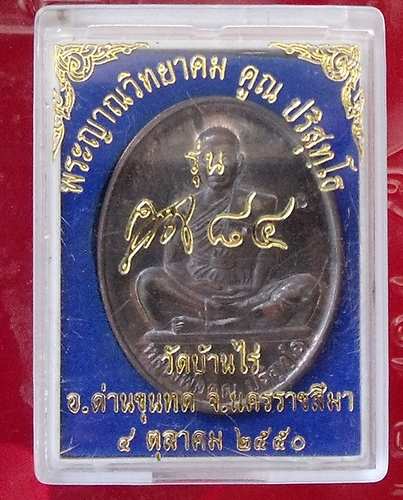 พระญาณวิทยาคม คูณ ปริสุทฺโธ
รุ่น
คูณ ๘๔
วัดบ้านไร่
อ.ด่านขุนทด จ.นครราชสีมา
๔ ตุลาคม ๒๕๕๐